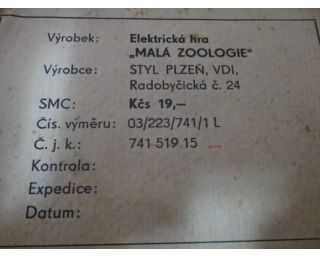 Výrobek: Elektrická hra
„MALÁ ZOOLOGIE"
Výrobce: STYL PLZEŇ, VDI,
Radobyčická č. 24
SMC: Kčs 19,—
Čís. výměru: 03/223/741/1 L
Č. j. k.: 741 519 15
Kontrola:
Expedice:
Datum: